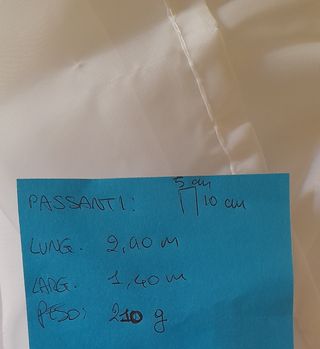 5 cm
PASSANTI: 10 cm
LUNG. 2,90 m
LARG. 1,40 m
PESO: 210 g